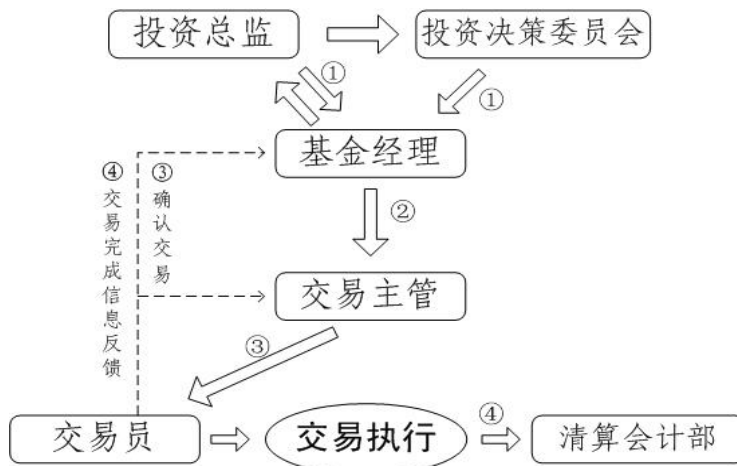 投资总监
投资决策委员会
①
①
基金经理
④交易完成信息反馈
③确认交易
②
交易主管
③
交易员
交易执行
④
清算会计部